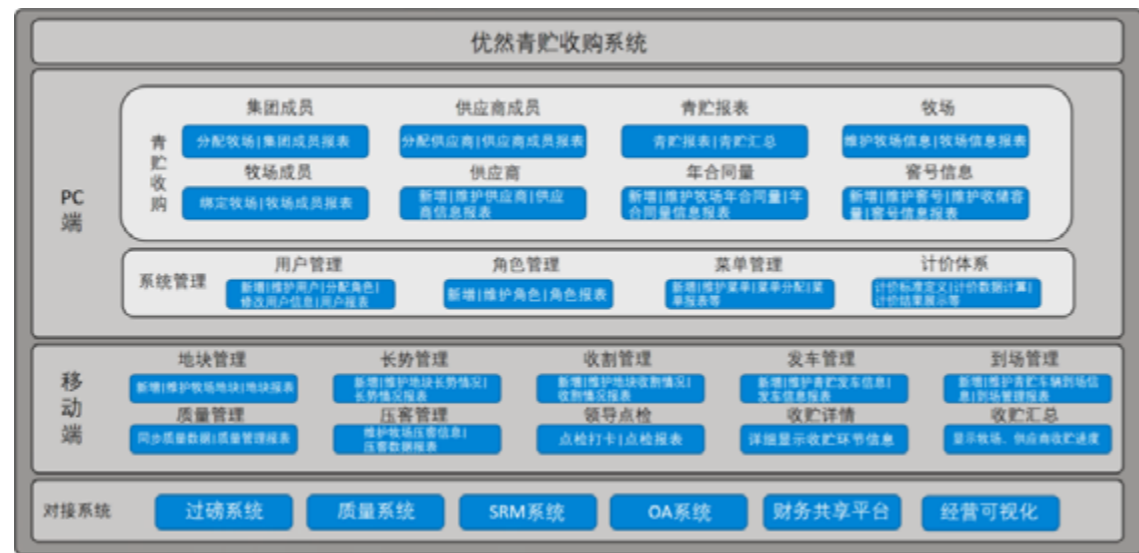 优然青贮收购系统
PC端
青贮收购
集团成员
供应商成员
青贮报表
牧场
分配牧场|集团成员报表
分配供应商|供应商成员报表
青贮报表|青贮汇总
维护牧场信息|牧场信息报表
牧场成员
供应商
年合同量
窖号信息
绑定牧场|牧场成员报表
新增|维护供应商|供应
商信息报表
新增|维护牧场年合同量|年
合同量信息报表
新增|维护窖号|维护收储容
量|窖号信息报表
系统管理
用户管理
角色管理
菜单管理
计价体系
新增|维护用户|分配角色|
修改用户信息|用户报表
新增|维护角色|角色报表
新增|维护菜单|菜单分配|菜
单报表等
计价标准定义|计价数据计算|
计价结果展示等
移动端
地块管理
长势管理
收割管理
发车管理
到场管理
新增|维护牧场地块|地块报表
新增|维护地块长势情况|
长势情况报表
新增|维护地块收割情况|
收割情况报表
新增|维护青贮发车信息|
发车信息报表
新增|维护青贮车辆到场信
息|到场管理报表
质量管理
压窖管理
领导点检
收贮详情
收贮汇总
同步质量数据|质量管理报表
维护牧场压窖信息|
压窖数据报表
点检打卡|点检报表
详细显示收贮环节信息
显示牧场、供应商收贮进度
对接系统
过磅系统
质量系统
SRM系统
OA系统
财务共享平台
经营可视化